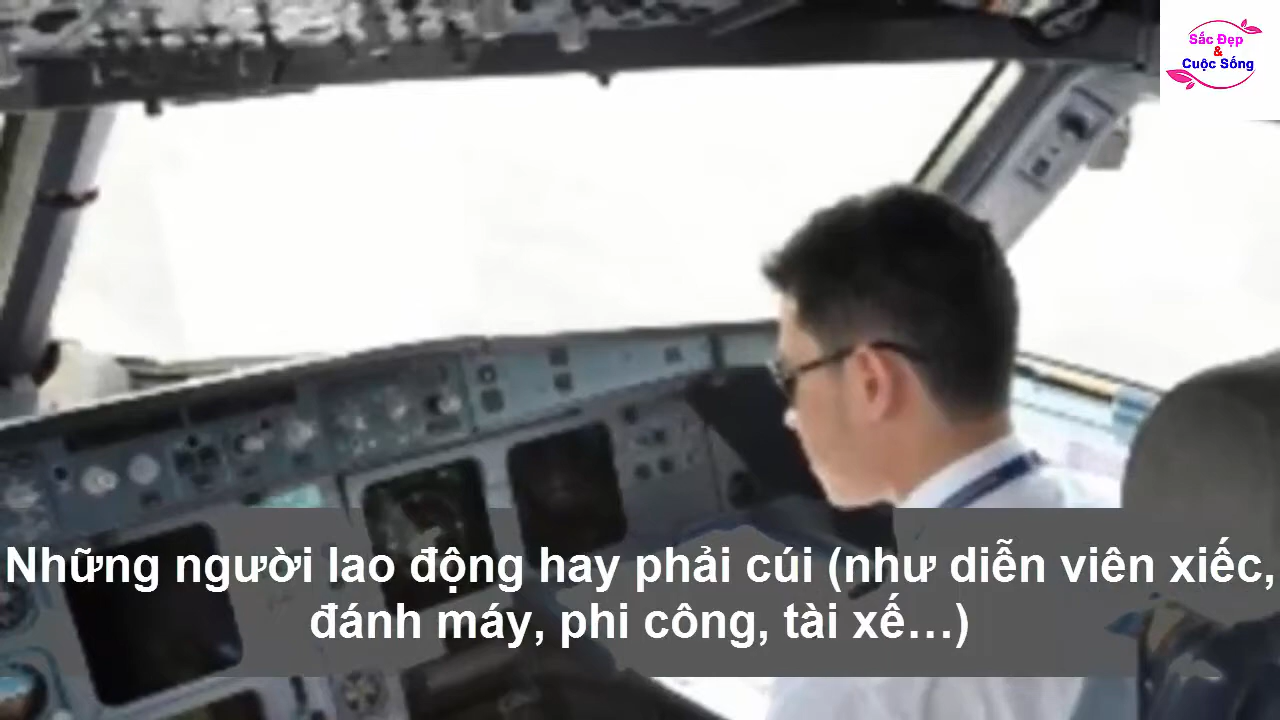 Sắc Đẹp
&
Cuộc Sống
Những người lao động hay phải cúi (như diễn viên xiếc,
đánh máy, phi công, tài xế...)